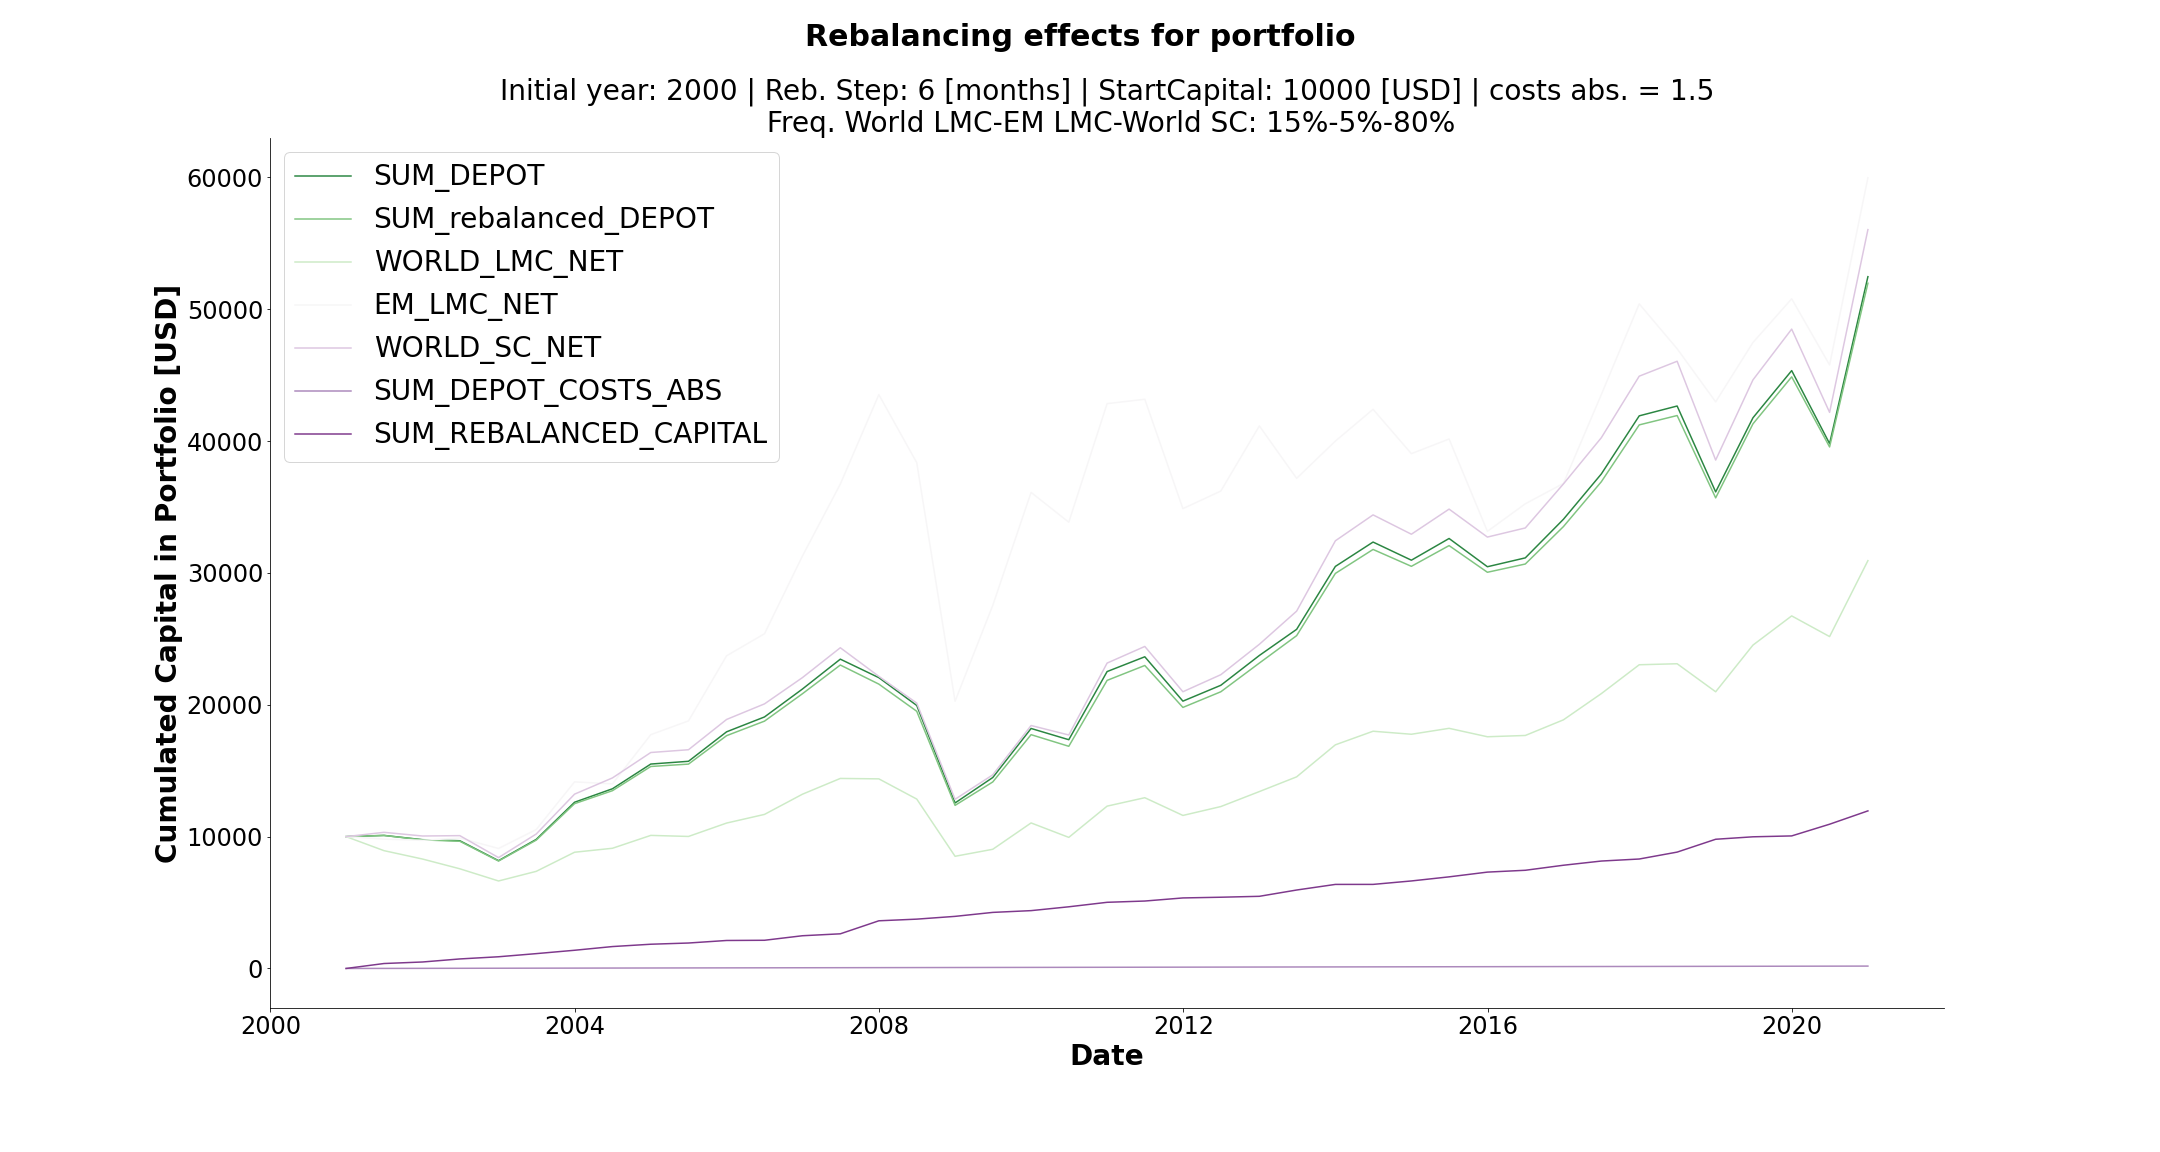 Rebalancing effects for portfolio
Initial year: 2000 | Reb. Step: 6 [months] | StartCapital: 10000 [USD] | costs abs. = 1.5
Freq. World LMC-EM LMC-World SC: 15%-5%-80%
SUM_DEPOT
SUM_rebalanced_DEPOT
WORLD_LMC_NET
EM_LMC_NET
WORLD_SC_NET
SUM_DEPOT_COSTS_ABS
SUM_REBALANCED_CAPITAL
Cumulated Capital in Portfolio [USD]
60000
50000
40000
30000
20000
10000
0
2000 2004 2008 2012 2016 2020
Date